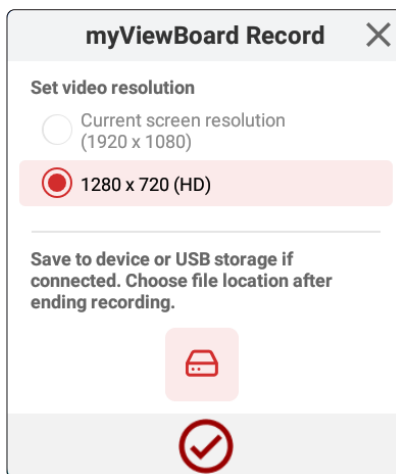 myViewBoard Record
Set video resolution
Current screen resolution
(1920 x 1080)
1280 x 720 (HD)
Save to device or USB storage if
connected. Choose file location after
ending recording.